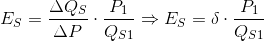 E_S = \frac{\Delta Q_S}{\Delta P} \cdot \frac{P_1}{Q_{S1}} \Rightarrow E_S = \delta \cdot \frac{P_1}{Q_{S1}}